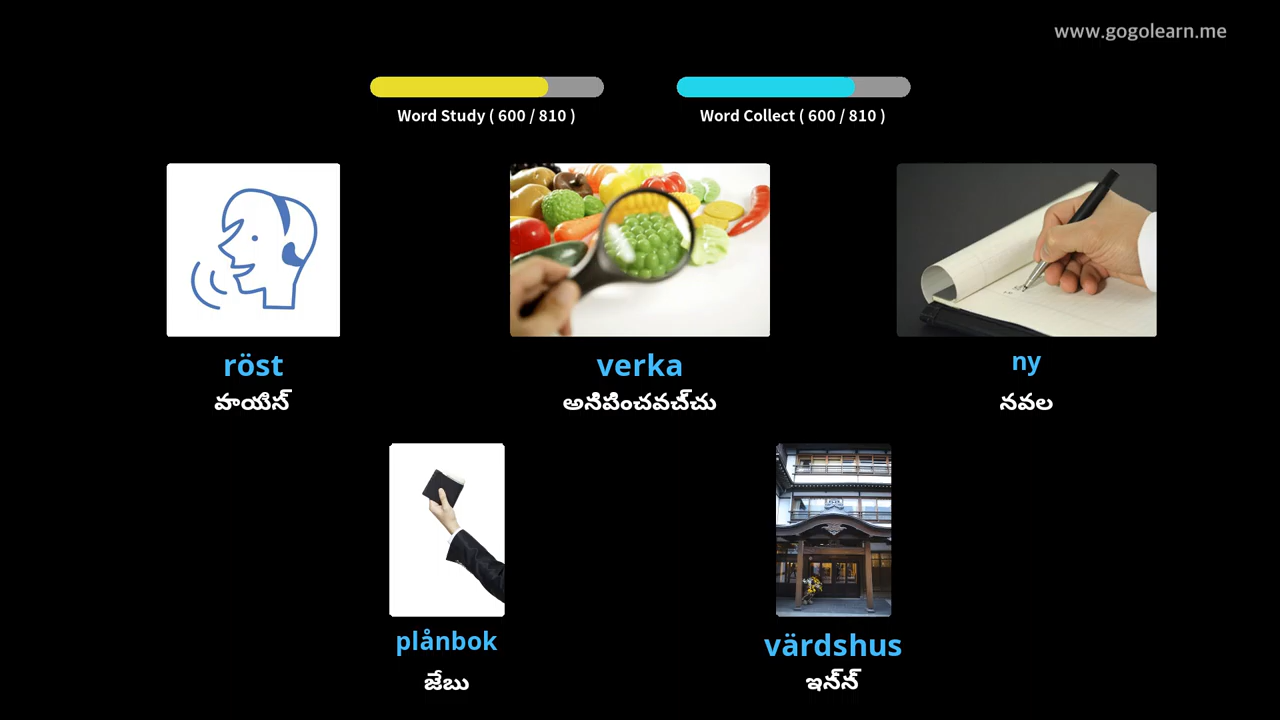 www.gogolearn.me
Word Study ( 600 / 810 )
Word Collect ( 600 / 810 )
röst
వాయిస్
verka
అనిపించవచ్చు
ny
నవల
plånbok
జేబు
värdshus
ఇన్న్